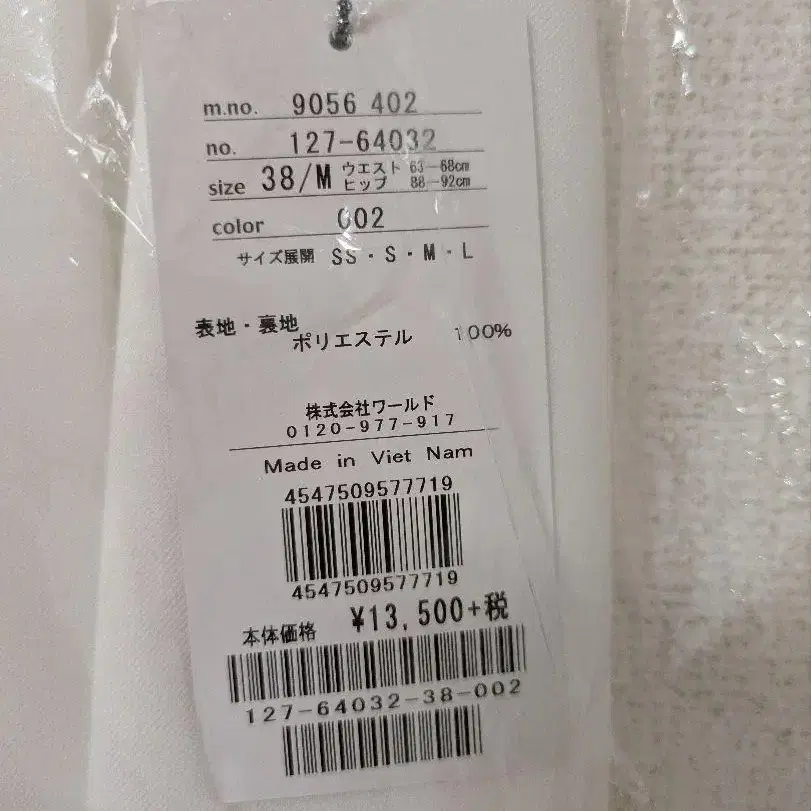 m.no. 9056 402
no. 127-64032
size 38/M ウエスト 63-68cm
ヒップ 88-92cm
color 002
サイズ展開 SS・S・M・L
表地・裏地
ポリエステル 100%
株式会社ワールド
0120-977-917
Made in Viet Nam
4547509577719
4547509577719
本体価格 ¥13,500+税
127-64032-38-002